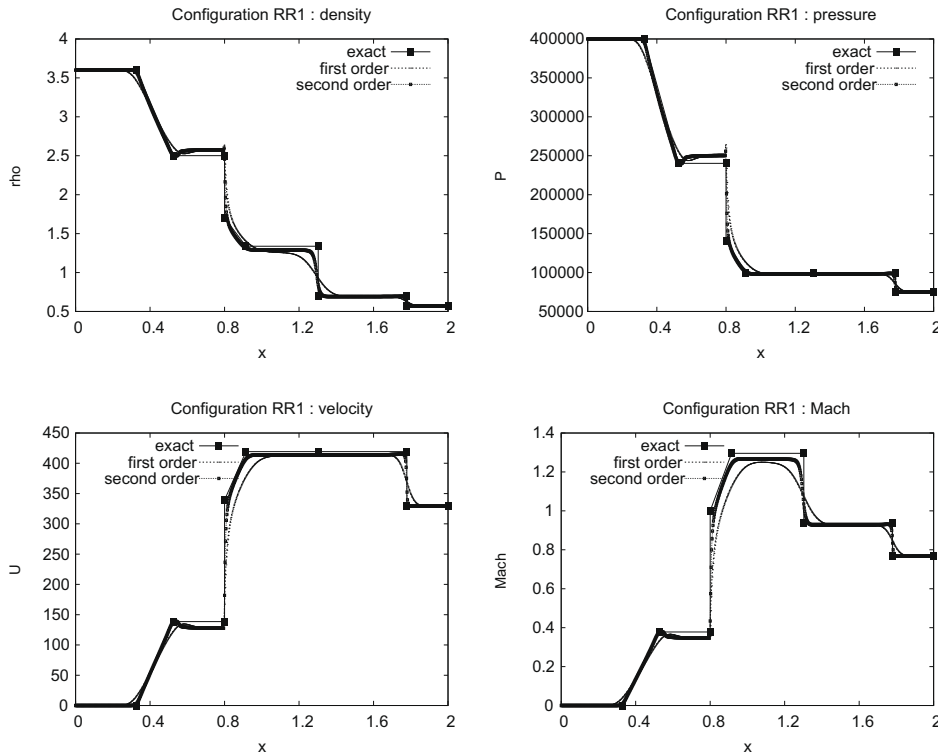 Configuration RR1 : density
4
3.5
3
2.5
2
1.5
1
0.5
rho
exact
first order
second order
0 0.4 0.8 1.2 1.6 2
x
Configuration RR1 : pressure
400000
350000
300000
250000
200000
150000
100000
50000
P
exact
first order
second order
0 0.4 0.8 1.2 1.6 2
x
Configuration RR1 : velocity
450
400
350
300
250
200
150
100
50
0
U
exact
first order
second order
0 0.4 0.8 1.2 1.6 2
x
Configuration RR1 : Mach
1.4
1.2
1
0.8
0.6
0.4
0.2
0
Mach
exact
first order
second order
0 0.4 0.8 1.2 1.6 2
x